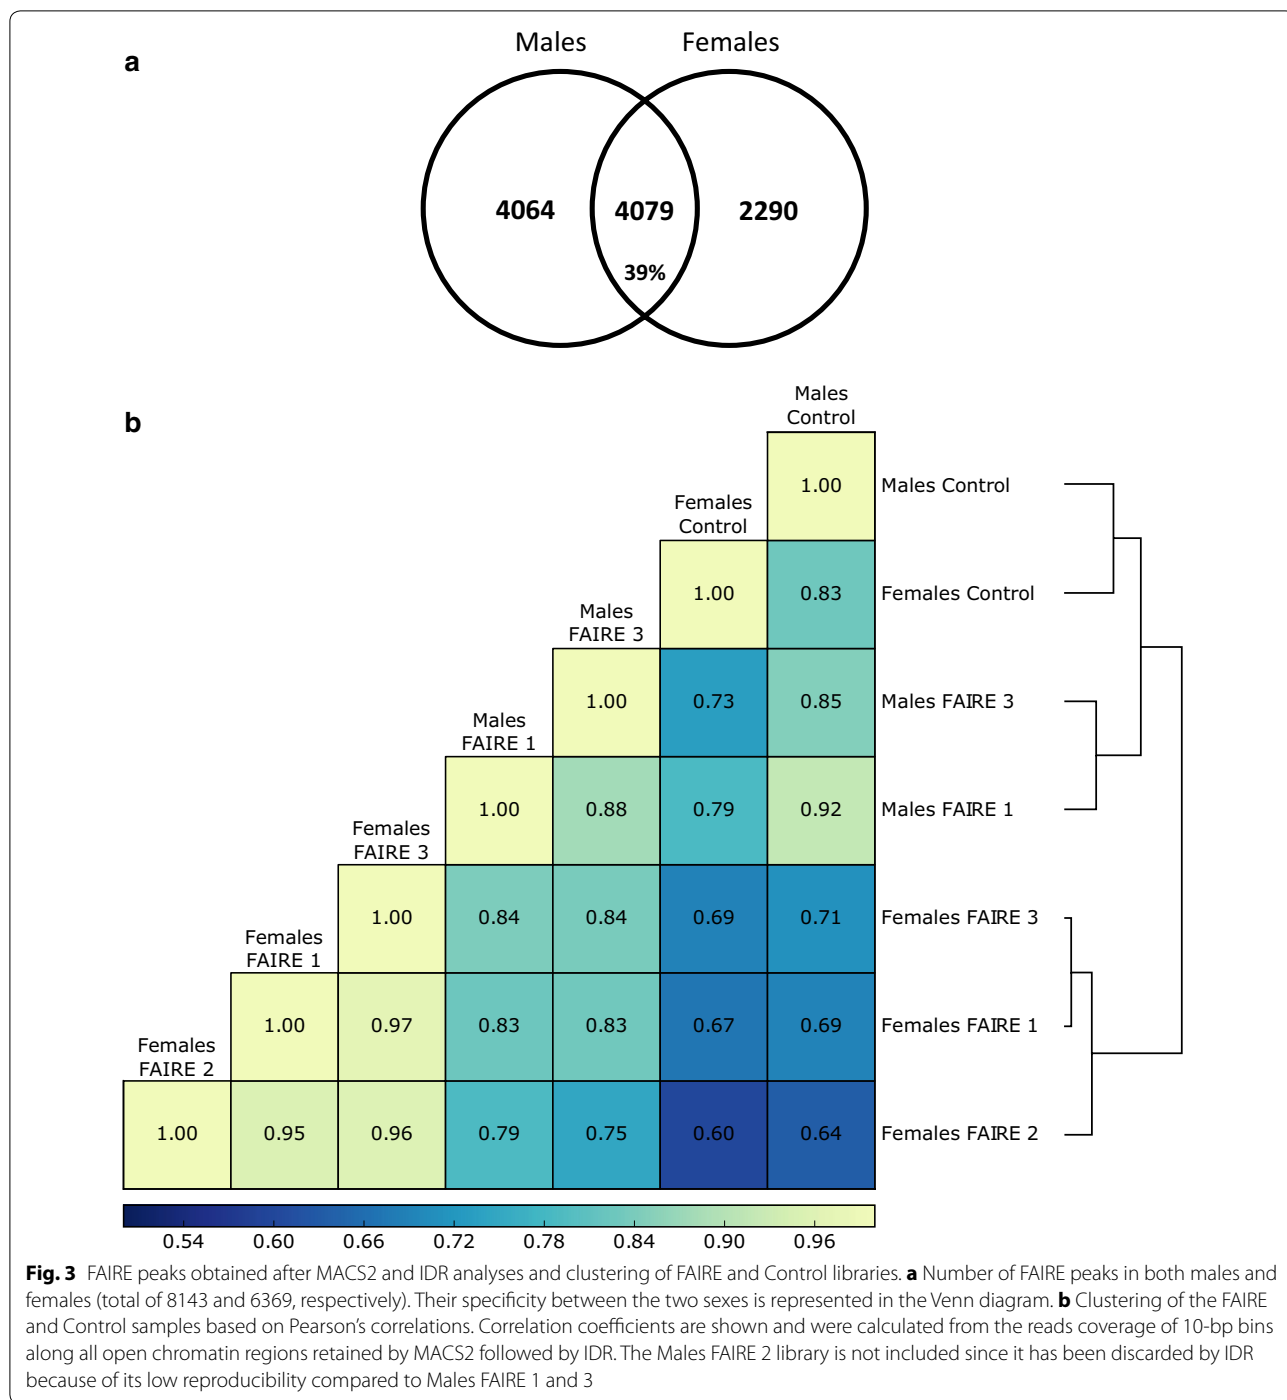 a
Males Females
4064 4079 2290
39%
b
Males
Control
1.00 Males Control
Females
Control
1.00 0.83 Females Control
Males
FAIRE 3
1.00 0.73 0.85 Males FAIRE 3
Males
FAIRE 1
1.00 0.88 0.79 0.92 Males FAIRE 1
Females
FAIRE 3
1.00 0.84 0.84 0.69 0.71 Females FAIRE 3
Females
FAIRE 1
1.00 0.97 0.83 0.83 0.67 0.69 Females FAIRE 1
Females
FAIRE 2
1.00 0.95 0.96 0.79 0.75 0.60 0.64 Females FAIRE 2
0.54 0.60 0.66 0.72 0.78 0.84 0.90 0.96
Fig. 3 FAIRE peaks obtained after MACS2 and IDR analyses and clustering of FAIRE and Control libraries. a Number of FAIRE peaks in both males and
females (total of 8143 and 6369, respectively). Their specificity between the two sexes is represented in the Venn diagram. b Clustering of the FAIRE
and Control samples based on Pearson's correlations. Correlation coefficients are shown and were calculated from the reads coverage of 10-bp bins
along all open chromatin regions retained by MACS2 followed by IDR. The Males FAIRE 2 library is not included since it has been discarded by IDR
because of its low reproducibility compared to Males FAIRE 1 and 3